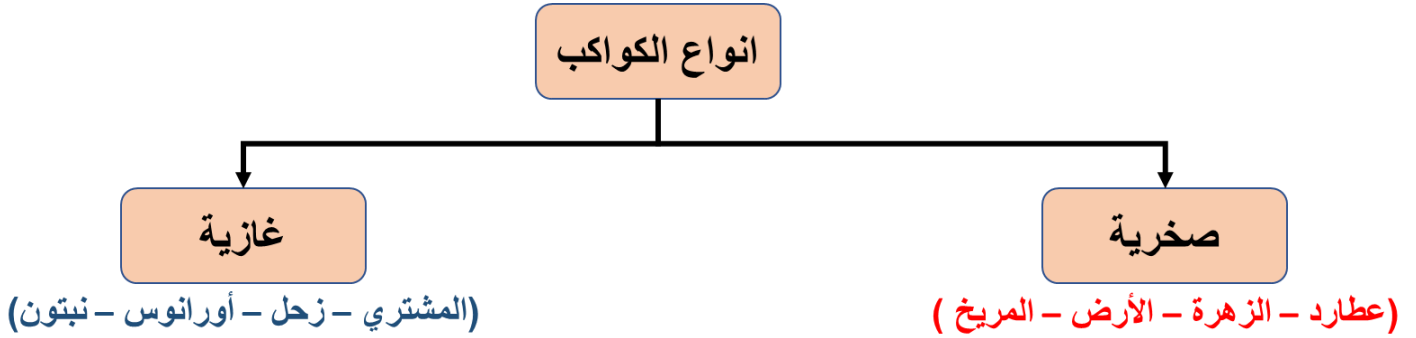 انواع الكواكب
صخرية
(عطارد – الزهرة – الأرض – المريخ )
غازية
(المشتري – زحل – أورانوس – نبتون)